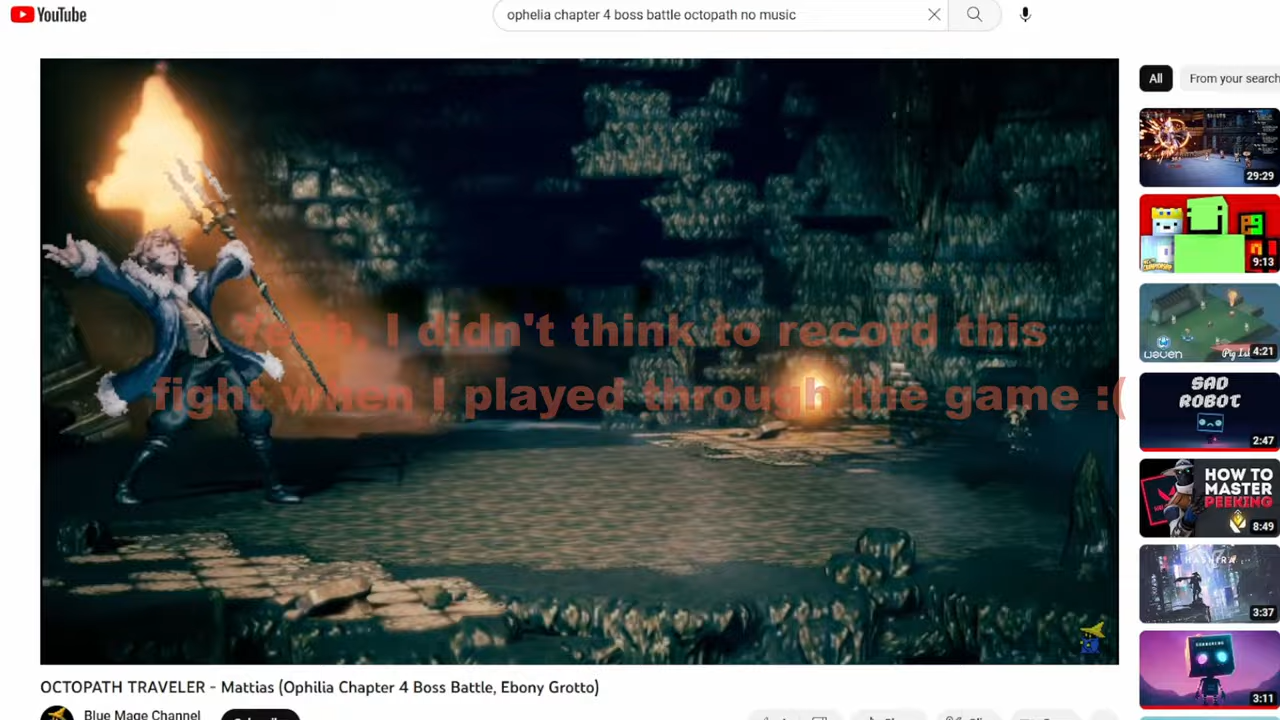 YouTube
ophelia chapter 4 boss battle octopath no music
All
From your search
29:29
9:13
4:21
SAD
ROBOT
2:47
HOW TO
MASTER
PEEKING
8:49
HASHIRA
3:37
3:11
Yeah, I didn't think to record this
fight when I played through the game :(
OCTOPATH TRAVELER - Mattias (Ophilia Chapter 4 Boss Battle, Ebony Grotto)
Blue Mage Channel